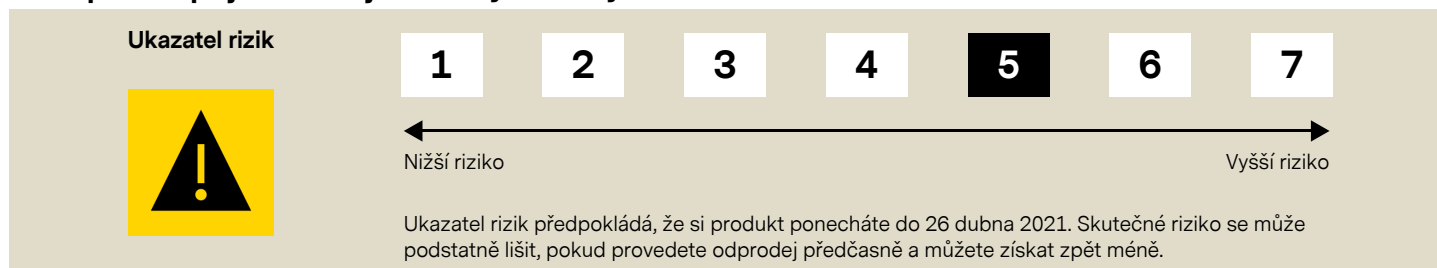 Ukazatel rizik
1 2 3 4 5 6 7
Nižší riziko Vyšší riziko
Ukazatel rizik předpokládá, že si produkt ponecháte do 26 dubna 2021. Skutečné riziko se může
podstatně lišit, pokud provedete odprodej předčasně a můžete získat zpět méně.